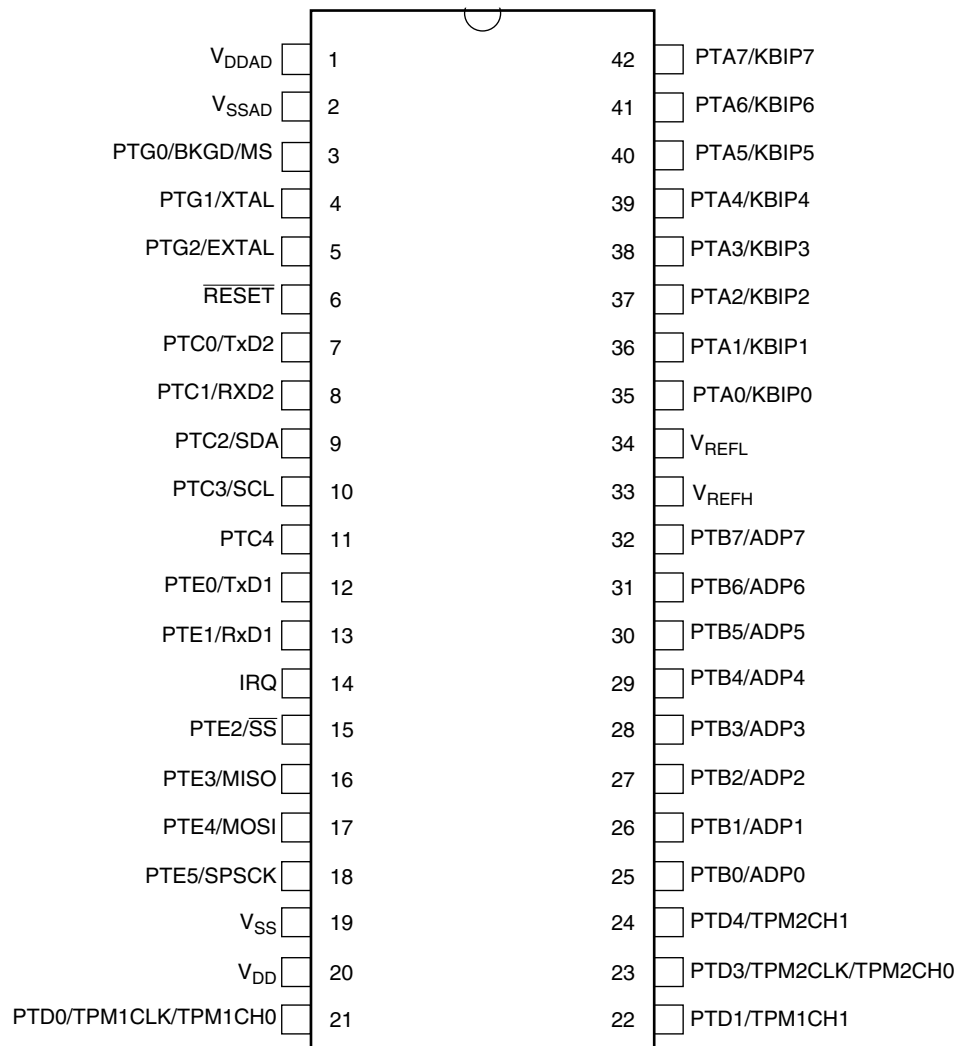 VDDAD 1 42 PTA7/KBIP7
VSSAD 2 41 PTA6/KBIP6
PTG0/BKGD/MS 3 40 PTA5/KBIP5
PTG1/XTAL 4 39 PTA4/KBIP4
PTG2/EXTAL 5 38 PTA3/KBIP3
RESET 6 37 PTA2/KBIP2
PTC0/TxD2 7 36 PTA1/KBIP1
PTC1/RXD2 8 35 PTA0/KBIP0
PTC2/SDA 9 34 VREFL
PTC3/SCL 10 33 VREFH
PTC4 11 32 PTB7/ADP7
PTE0/TxD1 12 31 PTB6/ADP6
PTE1/RxD1 13 30 PTB5/ADP5
IRQ 14 29 PTB4/ADP4
PTE2/SS 15 28 PTB3/ADP3
PTE3/MISO 16 27 PTB2/ADP2
PTE4/MOSI 17 26 PTB1/ADP1
PTE5/SPSCK 18 25 PTB0/ADP0
VSS 19 24 PTD4/TPM2CH1
VDD 20 23 PTD3/TPM2CLK/TPM2CH0
PTD0/TPM1CLK/TPM1CH0 21 22 PTD1/TPM1CH1